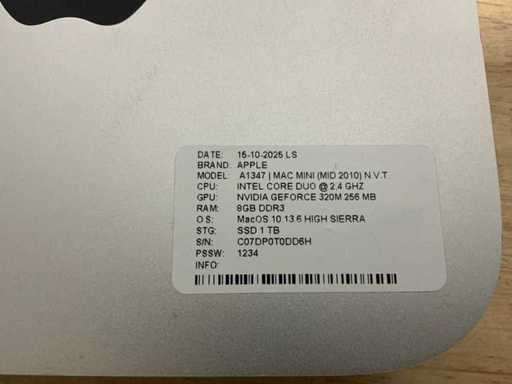 DATE: 15-10-2025 LS
BRAND: APPLE
MODEL: A1347 | MAC MINI (MID 2010) N.V.T.
CPU: INTEL CORE DUO @ 2,4 GHZ
GPU: NVIDIA GEFORCE 320M 256 MB
RAM: 8GB DDR3
OS: MacOS 10 13 6 HIGH SIERRA
STG: SSD 1 TB
S/N: C07DP0T0DD6H
PSSW: 1234
INFO: